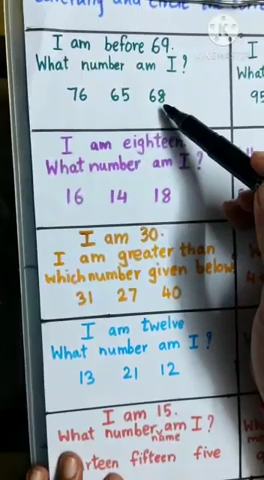 I am before 69.
What number am I?
76 65 68
I am eighteen
What number am I?
16 14 18
I am 30.
I am greater than
which number given below
31 27 40
I am twelve
What number am I?
13 21 12
I am 15.
What number am I?
name
fifteen five